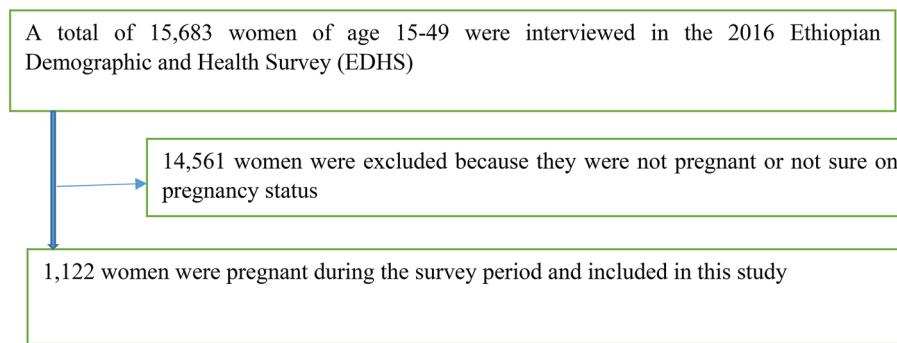 A total of 15,683 women of age 15-49 were interviewed in the 2016 Ethiopian
Demographic and Health Survey (EDHS)
14,561 women were excluded because they were not pregnant or not sure on
pregnancy status
1,122 women were pregnant during the survey period and included in this study